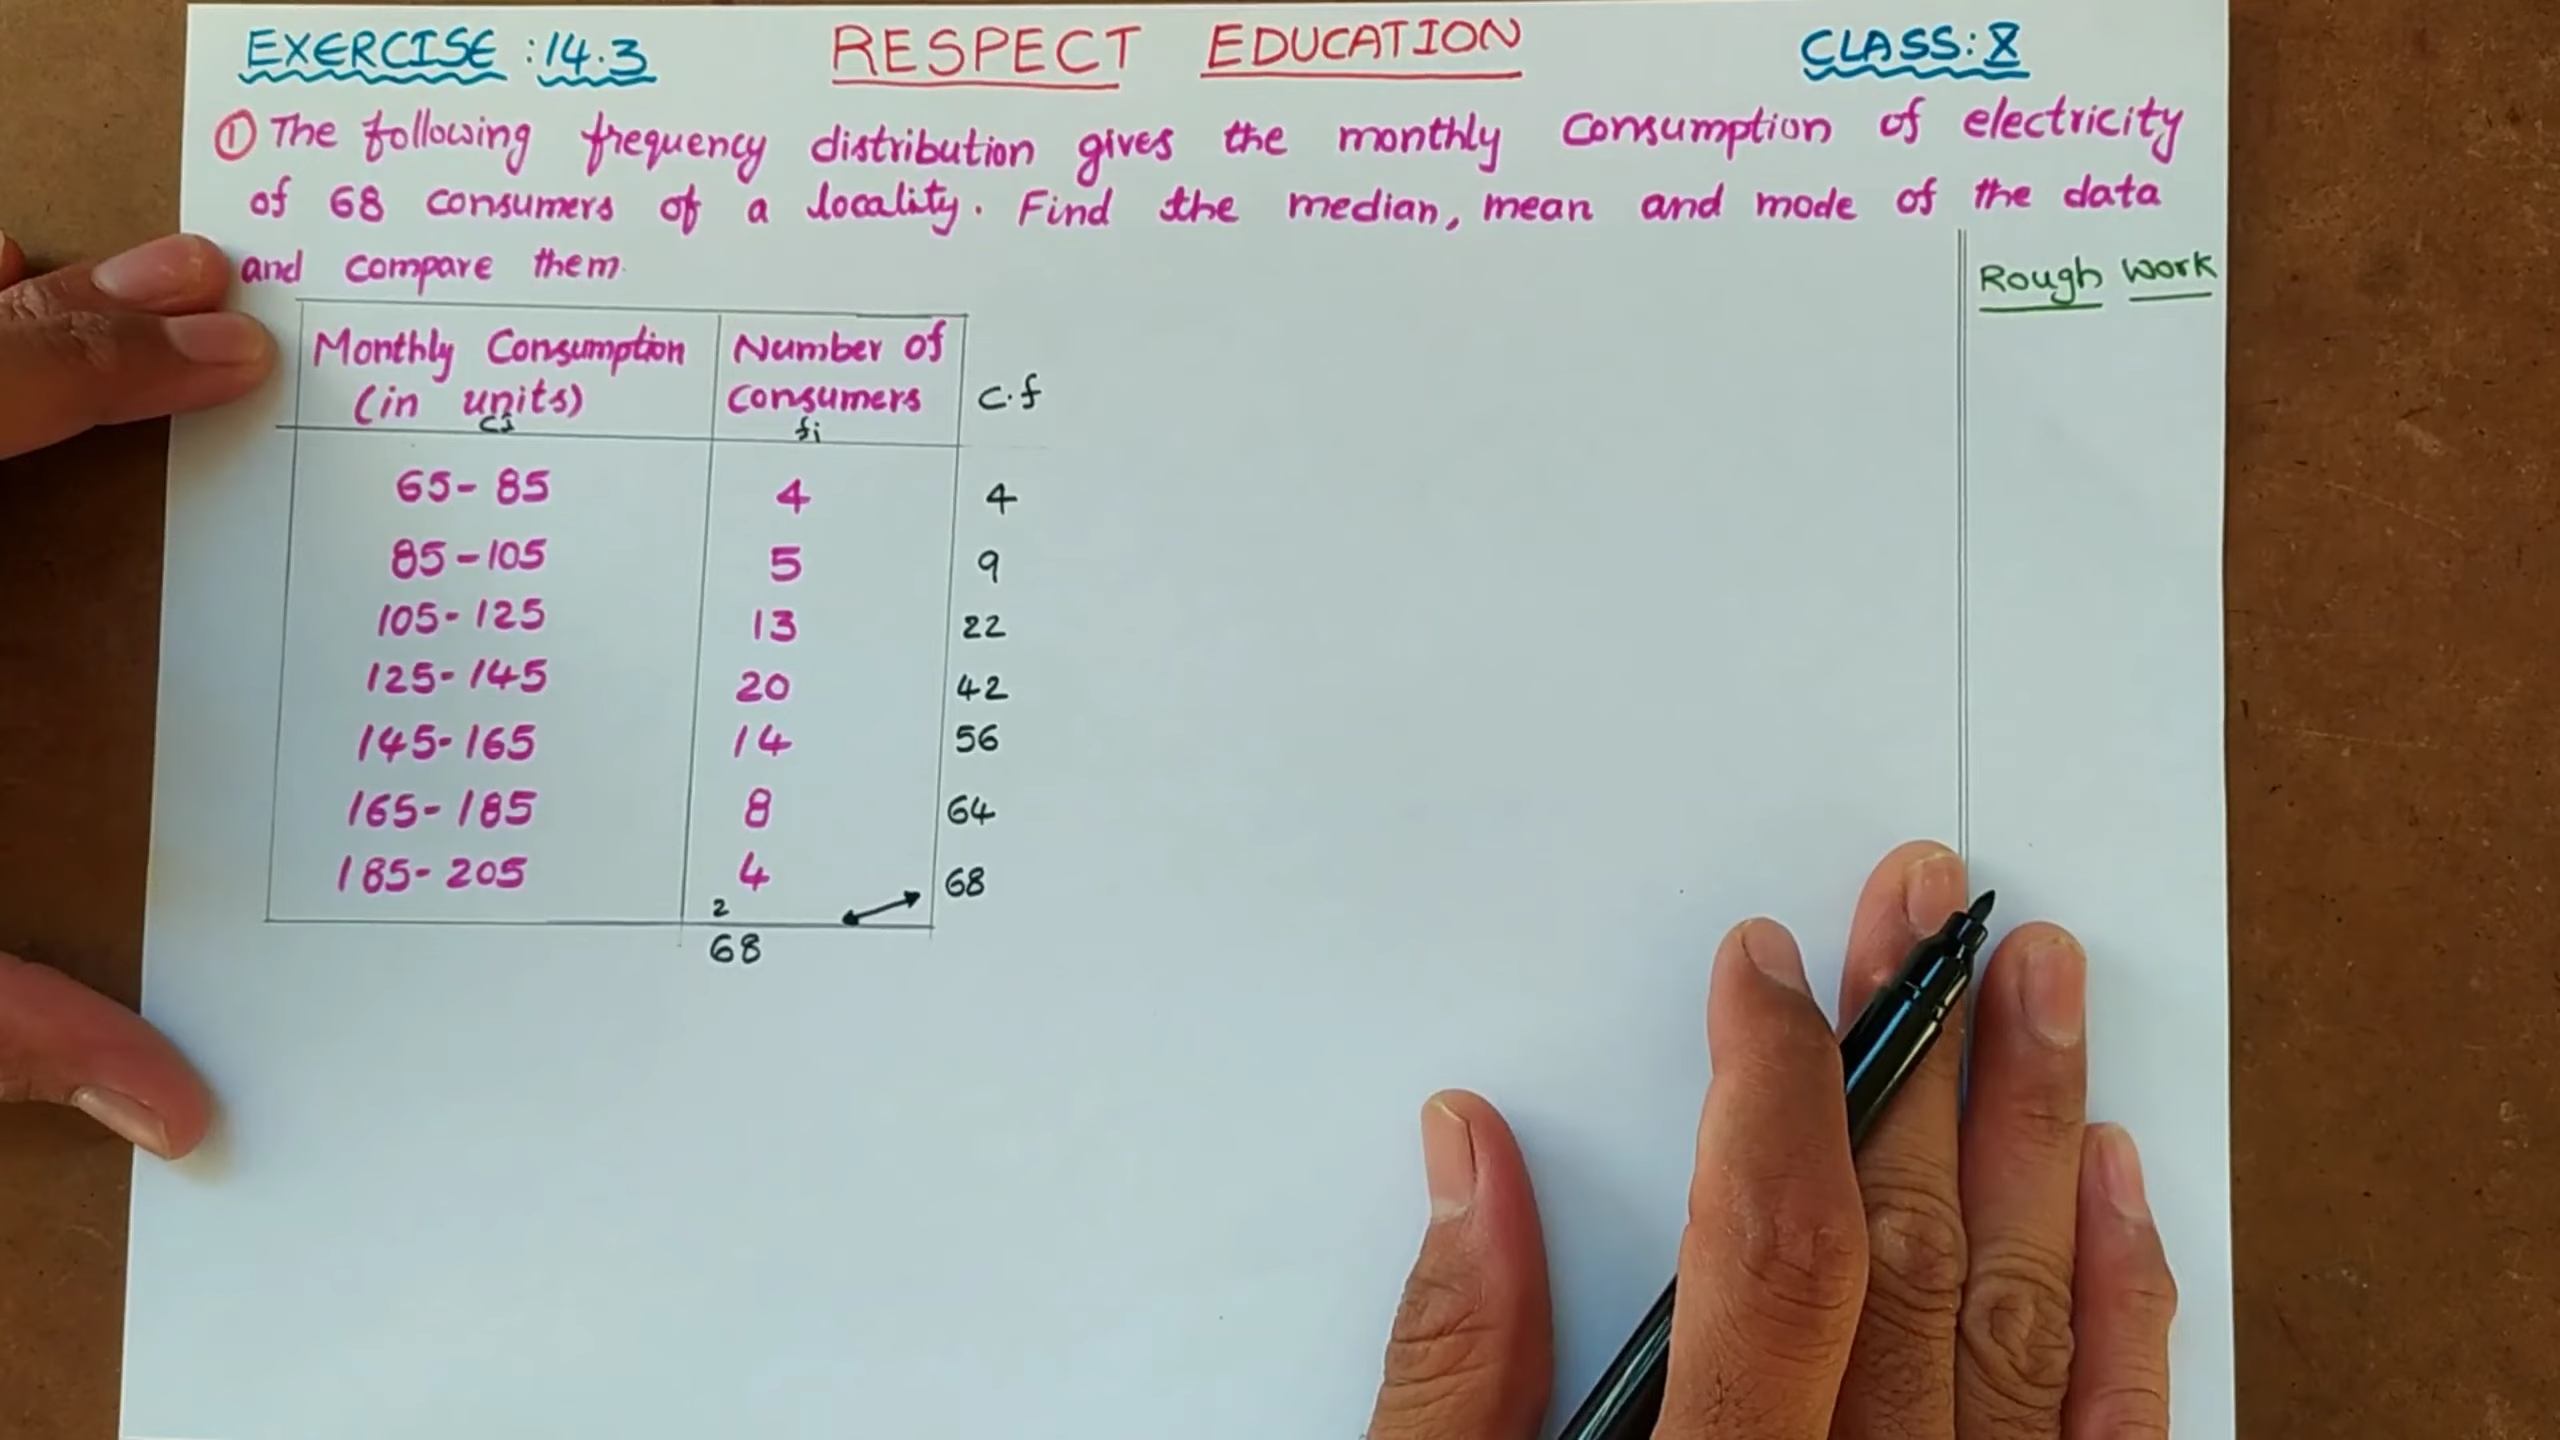 EXERCISE :14.3 RESPECT EDUCATION CLASS: X
① The following frequency distribution gives the monthly consumption of electricity
of 68 consumers of a locality. Find the median, mean and mode of the data
and compare them.
Rough Work
Monthly Consumption Number of
(in units) Consumers C.f
CI fi
65- 85 4 4
85-105 5 9
105- 125 13 22
125- 145 20 42
145- 165 14 56
165- 185 8 64
185- 205 4 68
2
68